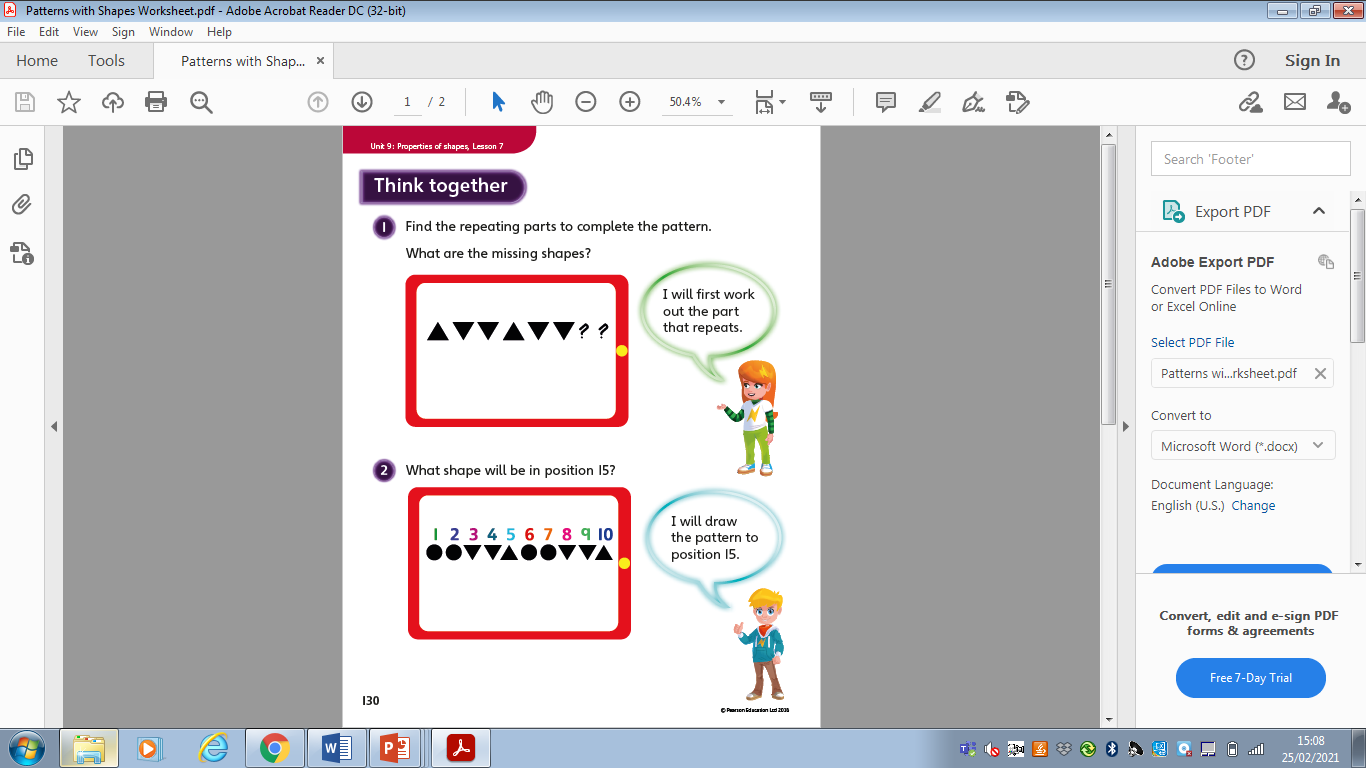 Patterns with Shapes Worksheet.pdf - Adobe Acrobat Reader DC (32-bit)
File Edit View Sign Window Help
Home Tools Patterns with Shap... × Sign In
1 / 2 50.4%
Unit 9: Properties of shapes, Lesson 7
Think together
1 Find the repeating parts to complete the pattern.
What are the missing shapes?
? ?
I will first work
out the part
that repeats.
2 What shape will be in position 15?
1 2 3 4 5 6 7 8 9 10
I will draw
the pattern to
position 15.
130
© Pearson Education Ltd 2018
Search 'Footer'
Export PDF
Adobe Export PDF
Convert PDF Files to Word
or Excel Online
Select PDF File
Patterns wi...rksheet.pdf
Convert to
Microsoft Word (*.docx)
Document Language:
English (U.S.) Change
Convert, edit and e-sign PDF
forms & agreements
Free 7-Day Trial
15:08
25/02/2021